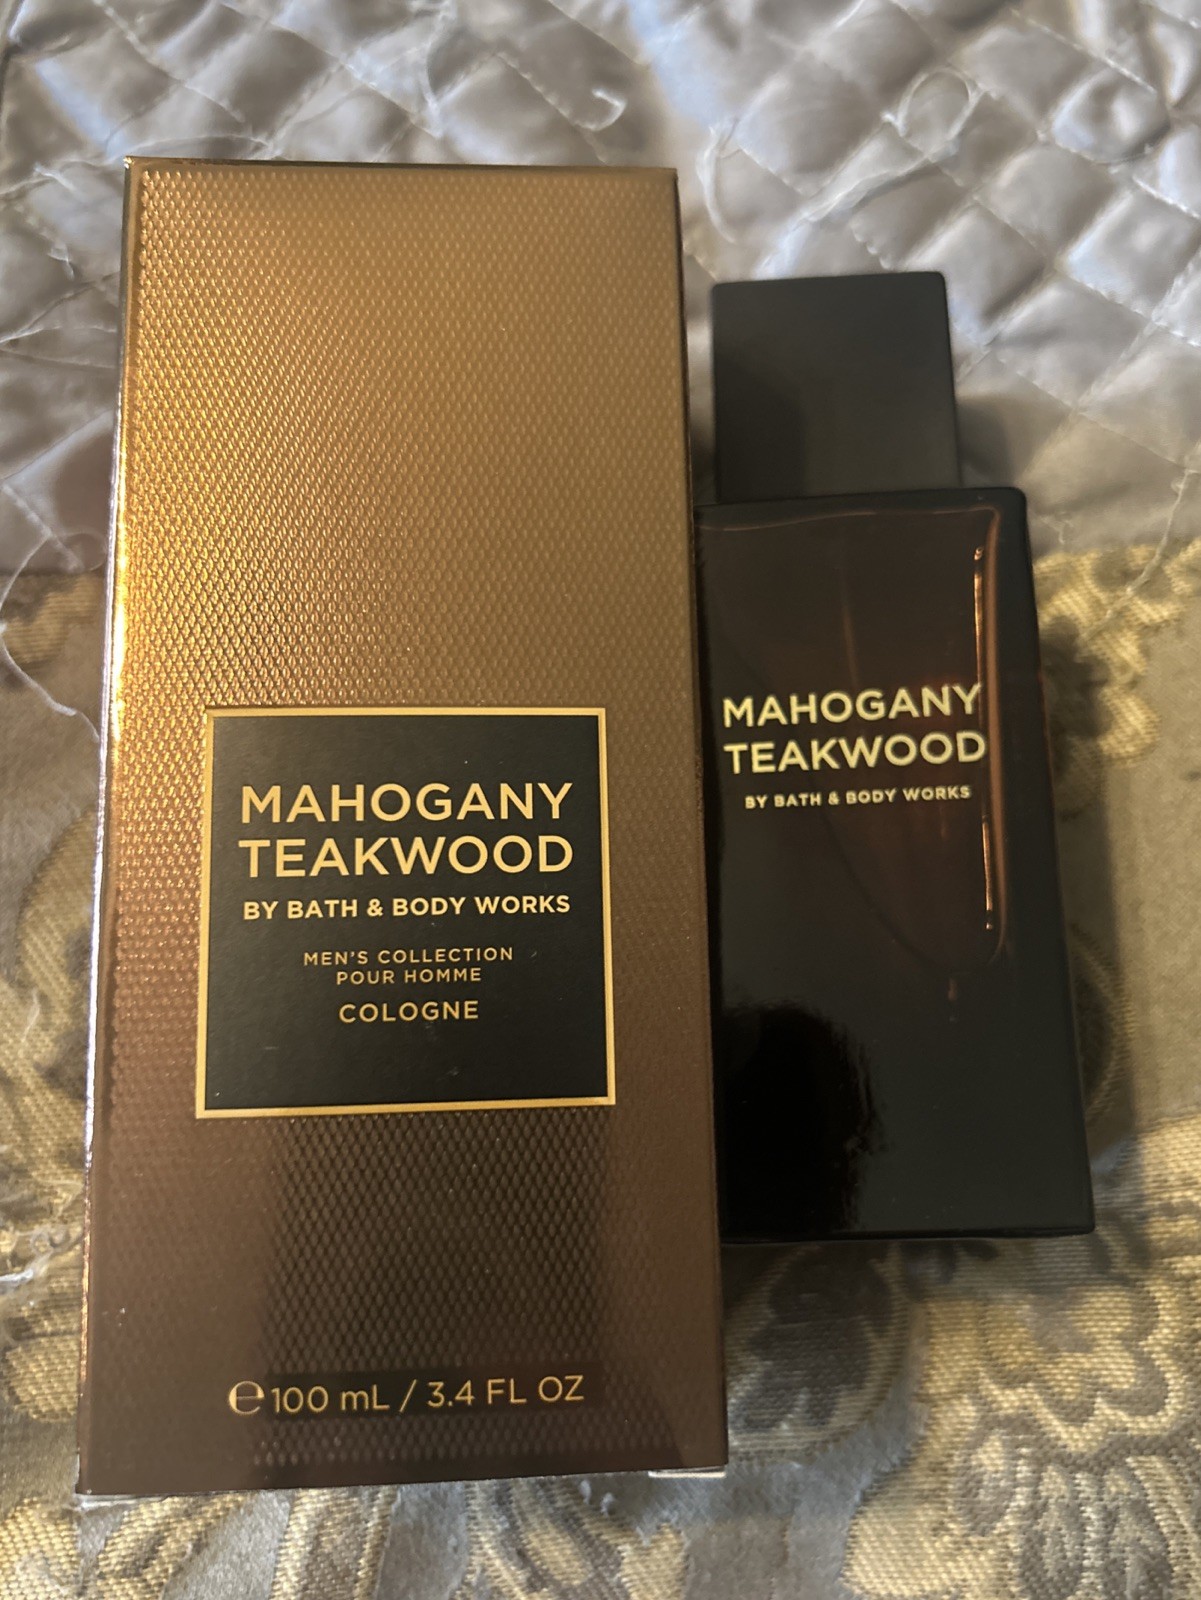 MAHOGANY
TEAKWOOD
BY BATH & BODY WORKS
MEN'S COLLECTION
POUR HOMME
COLOGNE
℮ 100 mL / 3.4 FL OZ
MAHOGANY
TEAKWOOD
BY BATH & BODY WORKS